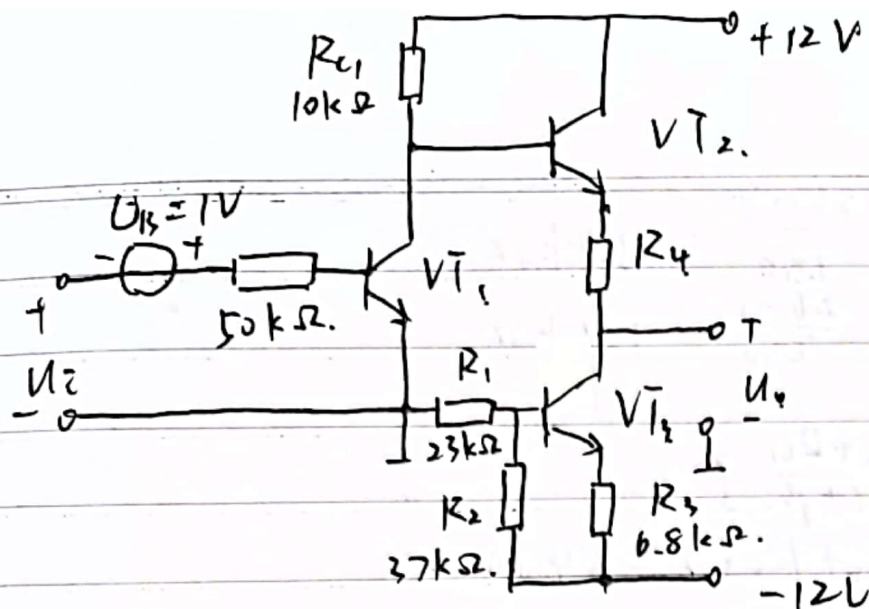 +12V
Rc1
10kΩ
VT2.
UB=1V
- +
R4
+
50kΩ.
VT1
Ui
-
R1
23kΩ
VT3
+
Uo
-
R2
37kΩ.
R3
6.8kΩ.
-12V